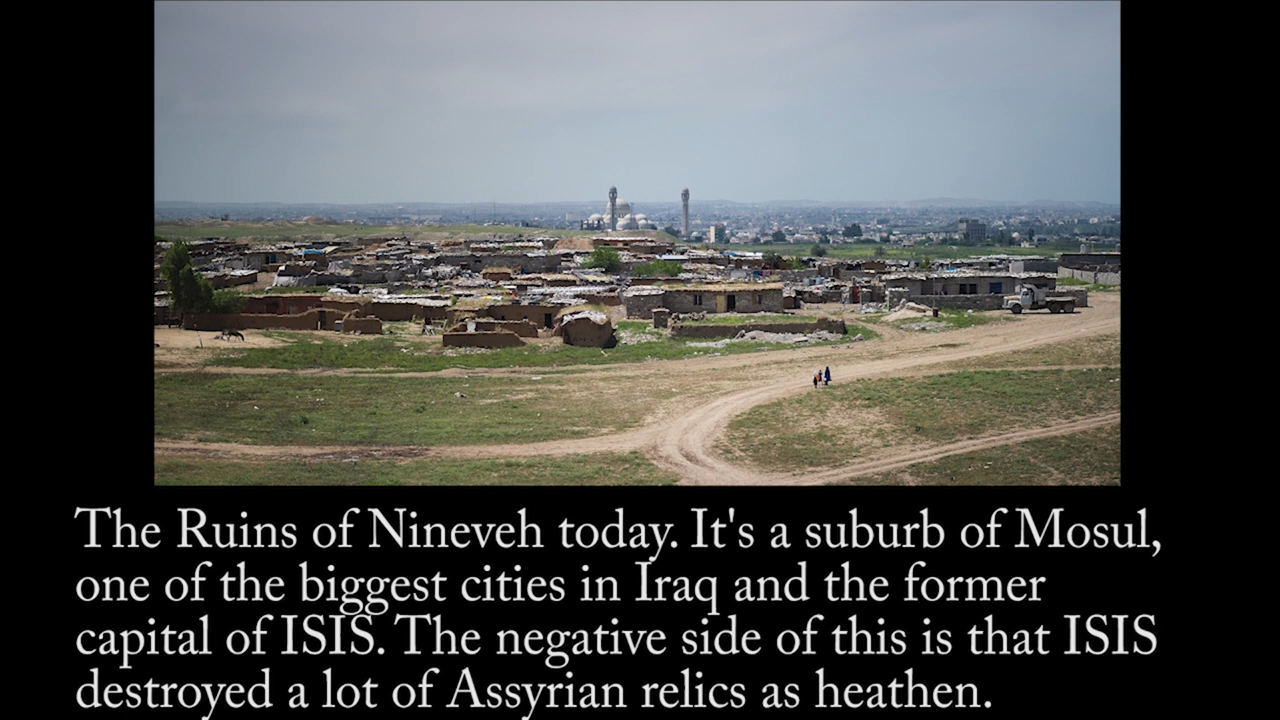 The Ruins of Nineveh today. It's a suburb of Mosul,
one of the biggest cities in Iraq and the former
capital of ISIS. The negative side of this is that ISIS
destroyed a lot of Assyrian relics as heathen.